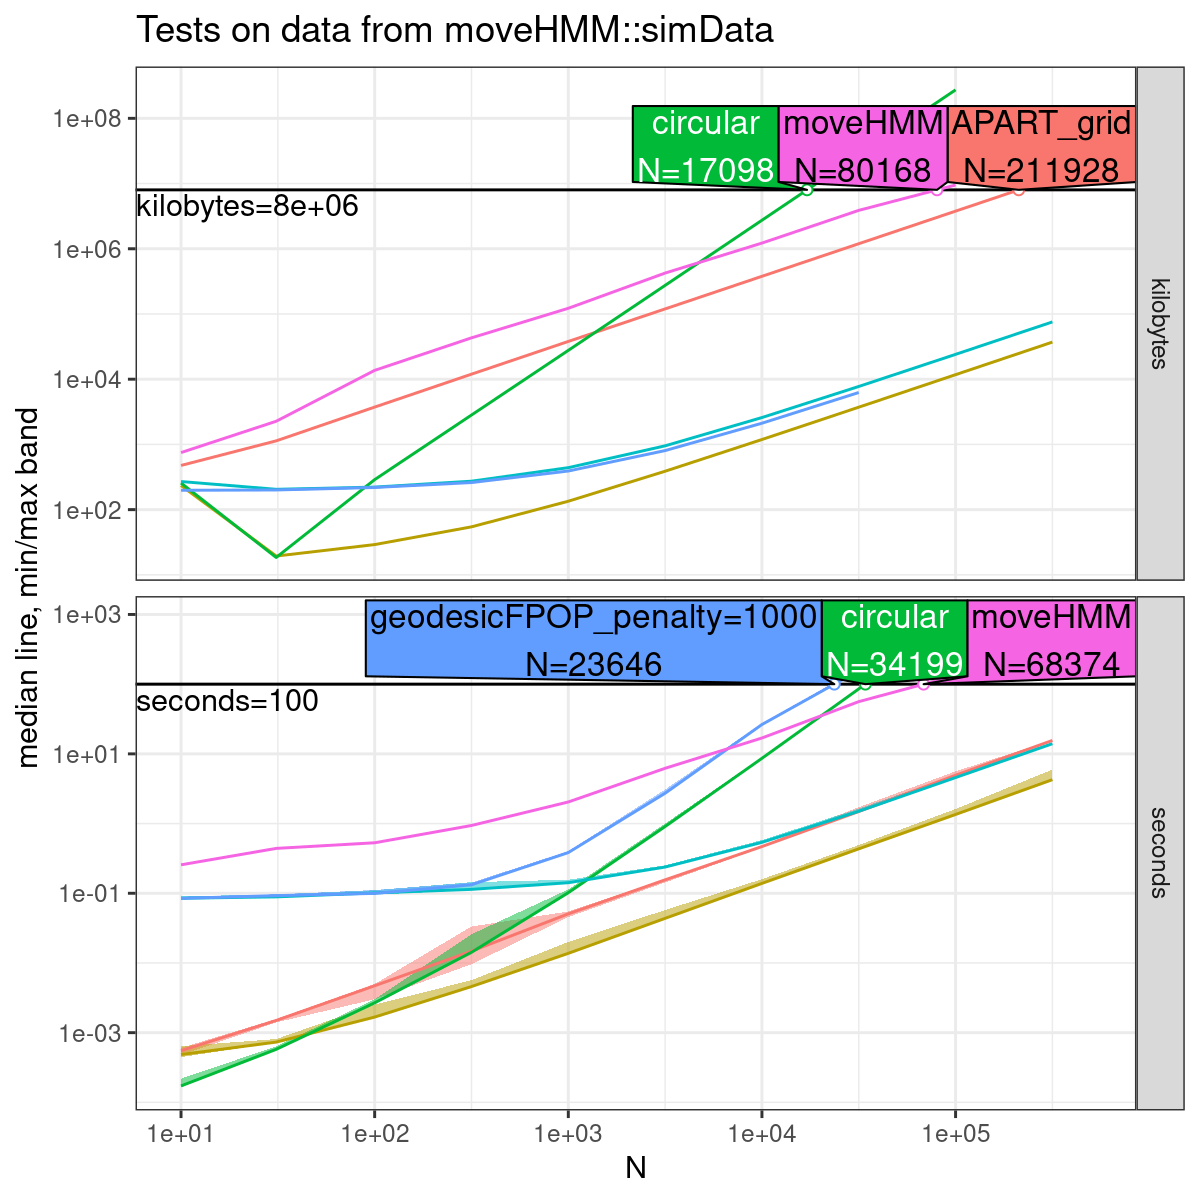 Tests on data from moveHMM::simData
median line, min/max band
1e+08
1e+06
1e+04
1e+02
circular
N=17098
moveHMM
N=80168
APART_grid
N=211928
kilobytes=8e+06
kilobytes
1e+03
1e+01
1e-01
1e-03
geodesicFPOP_penalty=1000
N=23646
circular
N=34199
moveHMM
N=68374
seconds=100
seconds
1e+01
1e+02
1e+03
1e+04
1e+05
N